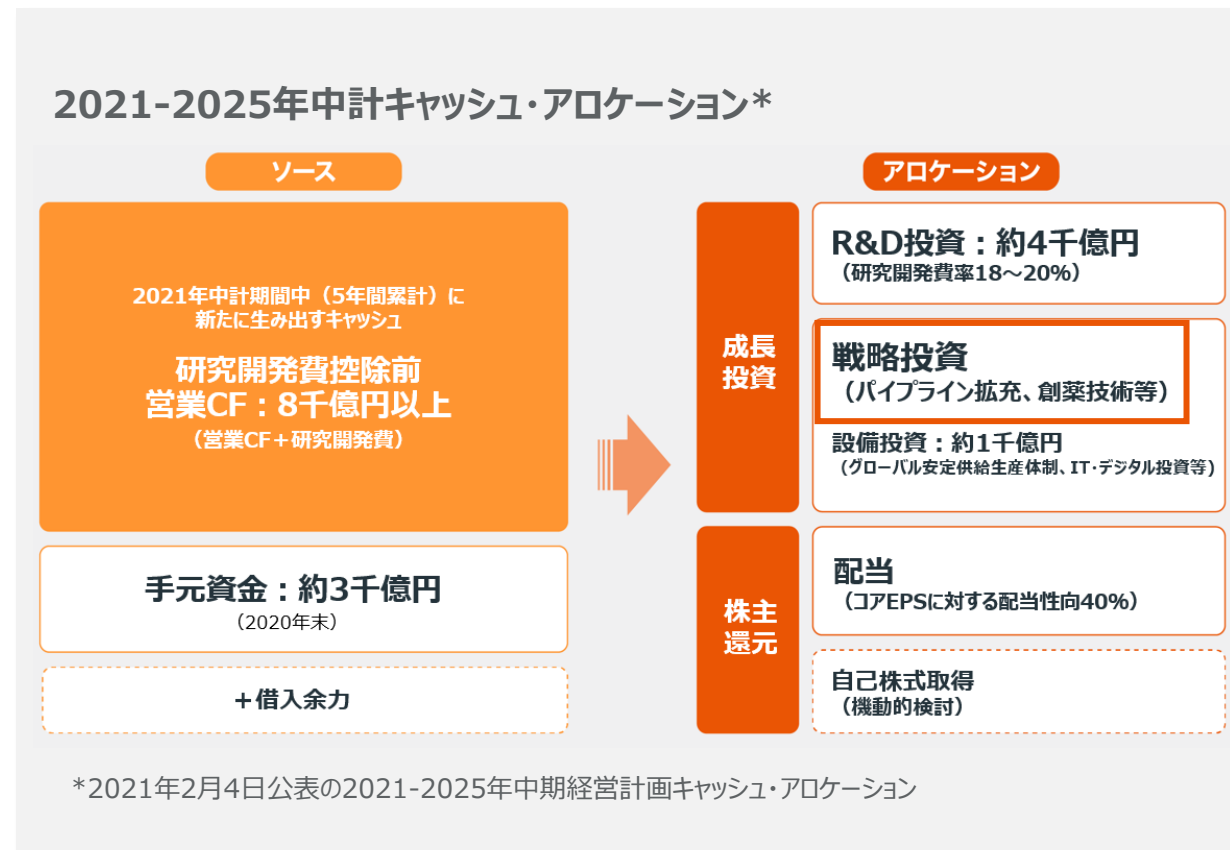 2021-2025年中計キャッシュ・アロケーション*
ソース
2021年中計期間中（5年間累計）に
新たに生み出すキャッシュ
研究開発費控除前
営業CF：8千億円以上
（営業CF＋研究開発費）
手元資金：約3千億円
（2020年末）
＋借入余力
アロケーション
成長
投資
R&D投資：約4千億円
（研究開発費率18～20%）
戦略投資
（パイプライン拡充、創薬技術等）
設備投資：約1千億円
（グローバル安定供給生産体制、IT・デジタル投資等）
株主
還元
配当
（コアEPSに対する配当性向40%）
自己株式取得
（機動的検討）
*2021年2月4日公表の2021-2025年中期経営計画キャッシュ・アロケーション